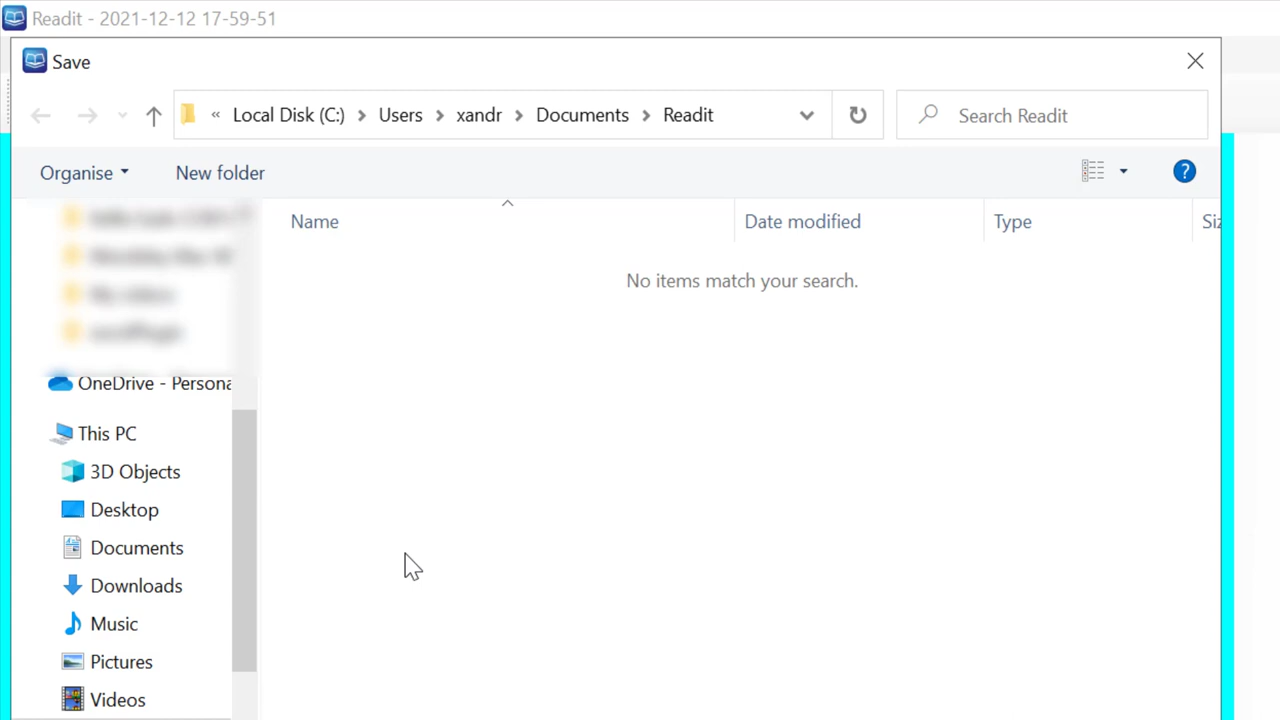 Readit - 2021-12-12 17-59-51
Save
« Local Disk (C:) > Users > xandr > Documents > Readit
Search Readit
Organise
New folder
?
Name
Date modified
Type
Siz
No items match your search.
OneDrive - Persona
This PC
3D Objects
Desktop
Documents
Downloads
Music
Pictures
Videos